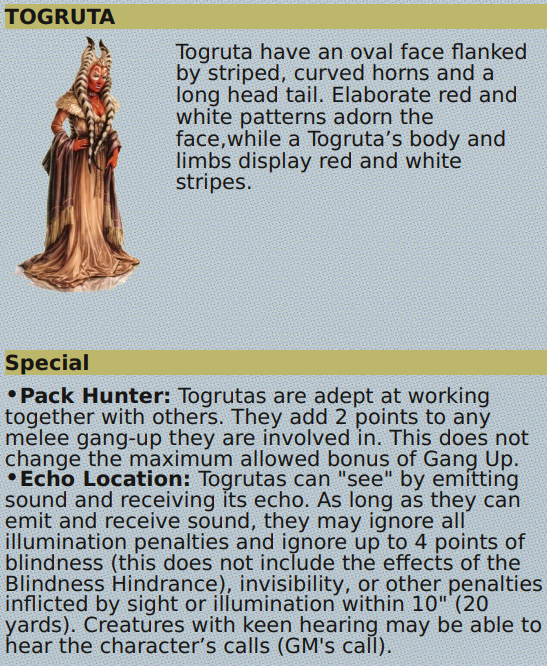 TOGRUTA
Togruta have an oval face flanked
by striped, curved horns and a
long head tail. Elaborate red and
white patterns adorn the
face,while a Togruta’s body and
limbs display red and white
stripes.
Special
•Pack Hunter: Togrutas are adept at working
together with others. They add 2 points to any
melee gang-up they are involved in. This does not
change the maximum allowed bonus of Gang Up.
•Echo Location: Togrutas can "see" by emitting
sound and receiving its echo. As long as they can
emit and receive sound, they may ignore all
illumination penalties and ignore up to 4 points of
blindness (this does not include the effects of the
Blindness Hindrance), invisibility, or other penalties
inflicted by sight or illumination within 10" (20
yards). Creatures with keen hearing may be able to
hear the character’s calls (GM's call).